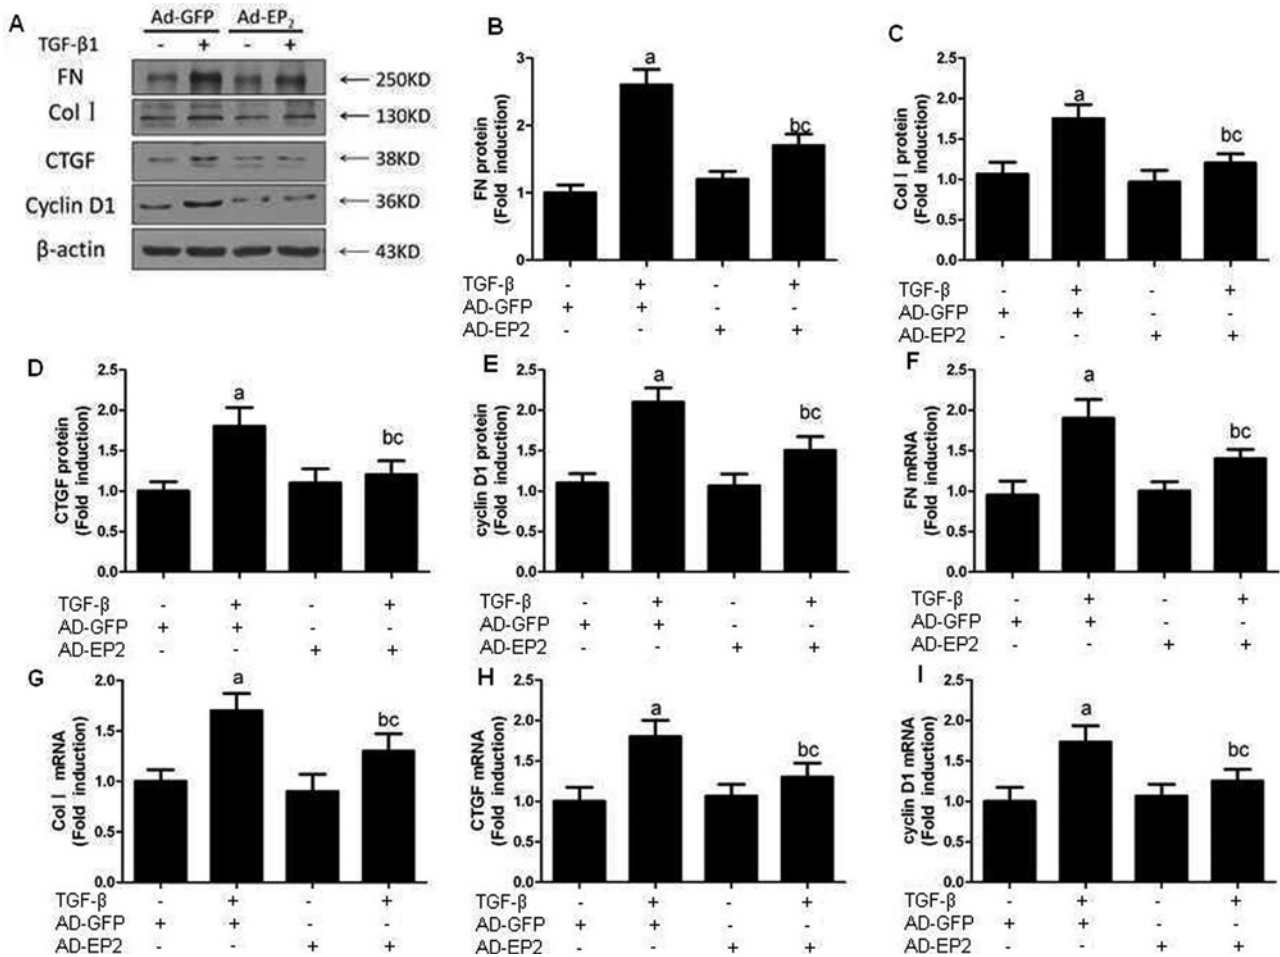 A
Ad-GFP Ad-EP2
TGF-β1 - + - +
FN 250KD
Col Ⅰ 130KD
CTGF 38KD
Cyclin D1 36KD
β-actin 43KD
B
FN protein
(Fold induction)
3
2
1
0
a
bc
TGF-β - + - +
AD-GFP + + - -
AD-EP2 - - + +
C
Col Ⅰ protein
(Fold induction)
2.5
2.0
1.5
1.0
0.5
0.0
a
bc
TGF-β - + - +
AD-GFP + + - -
AD-EP2 - - + +
D
CTGF protein
(Fold induction)
2.5
2.0
1.5
1.0
0.5
0.0
a
bc
TGF-β - + - +
AD-GFP + + - -
AD-EP2 - - + +
E
cyclin D1 protein
(Fold induction)
2.5
2.0
1.5
1.0
0.5
0.0
a
bc
TGF-β - + - +
AD-GFP + + - -
AD-EP2 - - + +
F
FN mRNA
(Fold induction)
2.5
2.0
1.5
1.0
0.5
0.0
a
bc
TGF-β - + - +
AD-GFP + + - -
AD-EP2 - - + +
G
Col Ⅰ mRNA
(Fold induction)
2.0
1.5
1.0
0.5
0.0
a
bc
TGF-β - + - +
AD-GFP + + - -
AD-EP2 - - + +
H
CTGF mRNA
(Fold induction)
2.5
2.0
1.5
1.0
0.5
0.0
a
bc
TGF-β - + - +
AD-GFP + + - -
AD-EP2 - - + +
I
cyclin D1 mRNA
(Fold induction)
2.5
2.0
1.5
1.0
0.5
0.0
a
bc
TGF-β - + - +
AD-GFP + + - -
AD-EP2 - - + +